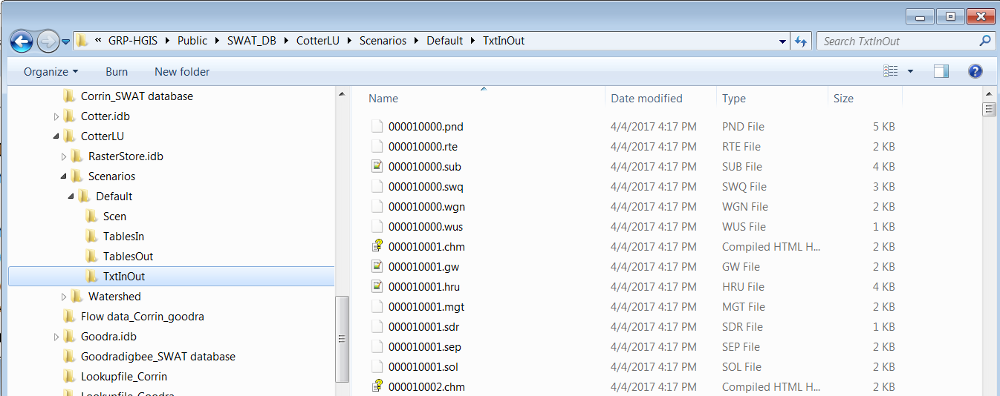 « GRP-HGIS Public SWAT_DB CotterLU Scenarios Default TxtInOut Search TxtInOut
Organize Burn New folder
Corrin_SWAT database
Cotter.idb
CotterLU
RasterStore.idb
Scenarios
Default
Scen
TablesIn
TablesOut
TxtInOut
Watershed
Flow data_Corrin_goodra
Goodra.idb
Goodradigbee_SWAT database
Lookupfile_Corrin
Lookupfile_Goodra
Name Date modified Type Size
000010000.pnd 4/4/2017 4:17 PM PND File 5 KB
000010000.rte 4/4/2017 4:17 PM RTE File 2 KB
000010000.sub 4/4/2017 4:17 PM SUB File 4 KB
000010000.swq 4/4/2017 4:17 PM SWQ File 3 KB
000010000.wgn 4/4/2017 4:17 PM WGN File 2 KB
000010000.wus 4/4/2017 4:17 PM WUS File 1 KB
000010001.chm 4/4/2017 4:17 PM Compiled HTML H... 2 KB
000010001.gw 4/4/2017 4:17 PM GW File 2 KB
000010001.hru 4/4/2017 4:17 PM HRU File 4 KB
000010001.mgt 4/4/2017 4:17 PM MGT File 2 KB
000010001.sdr 4/4/2017 4:17 PM SDR File 1 KB
000010001.sep 4/4/2017 4:17 PM SEP File 2 KB
000010001.sol 4/4/2017 4:17 PM SOL File 2 KB
000010002.chm 4/4/2017 4:17 PM Compiled HTML H... 2 KB